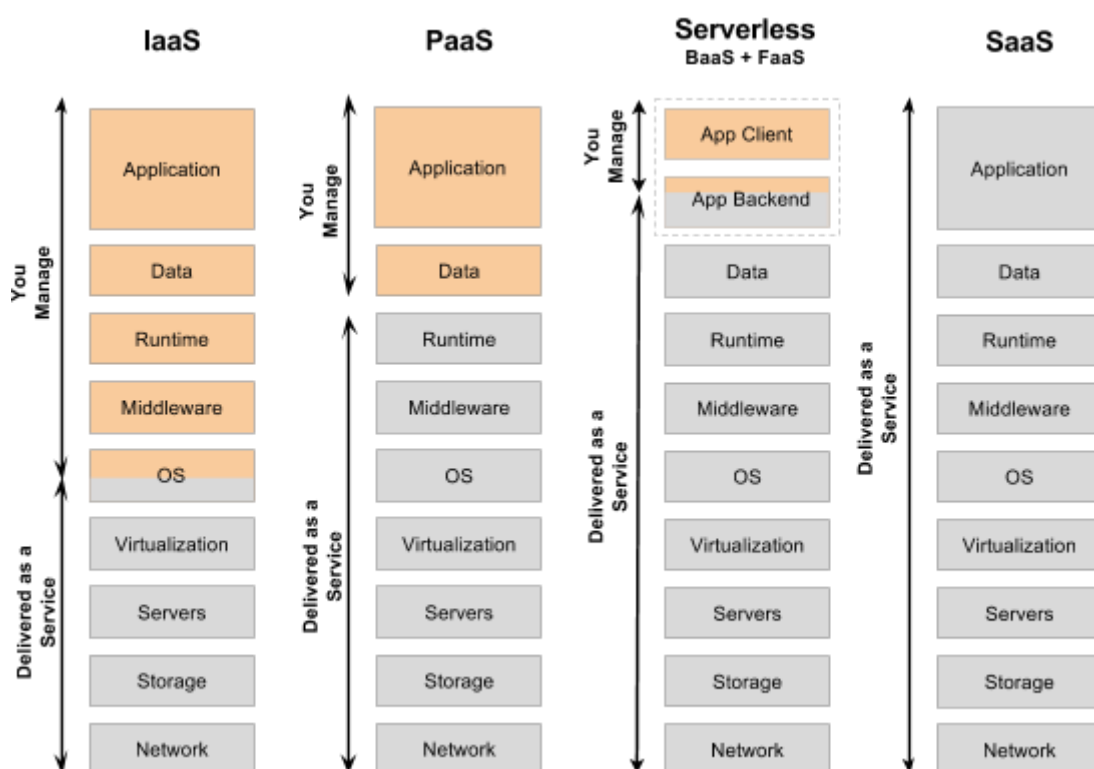 IaaS
You
Manage
Delivered as a
Service
Application
Data
Runtime
Middleware
OS
Virtualization
Servers
Storage
Network
PaaS
You
Manage
Delivered as a
Service
Application
Data
Runtime
Middleware
OS
Virtualization
Servers
Storage
Network
Serverless
BaaS + FaaS
You
Manage
Delivered as a
Service
App Client
App Backend
Data
Runtime
Middleware
OS
Virtualization
Servers
Storage
Network
SaaS
Delivered as a
Service
Application
Data
Runtime
Middleware
OS
Virtualization
Servers
Storage
Network